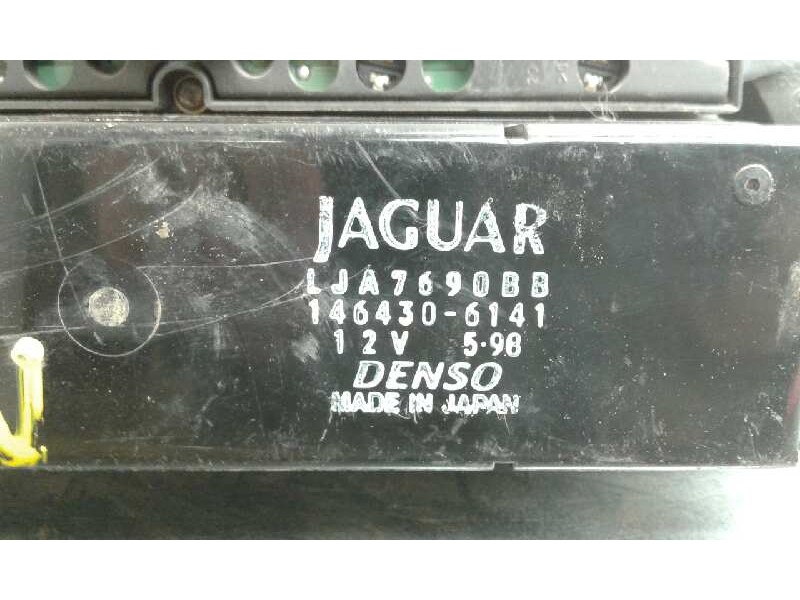 JAGUAR
LJA7690BB
146430-6141
12V 5·98
DENSO
MADE IN JAPAN